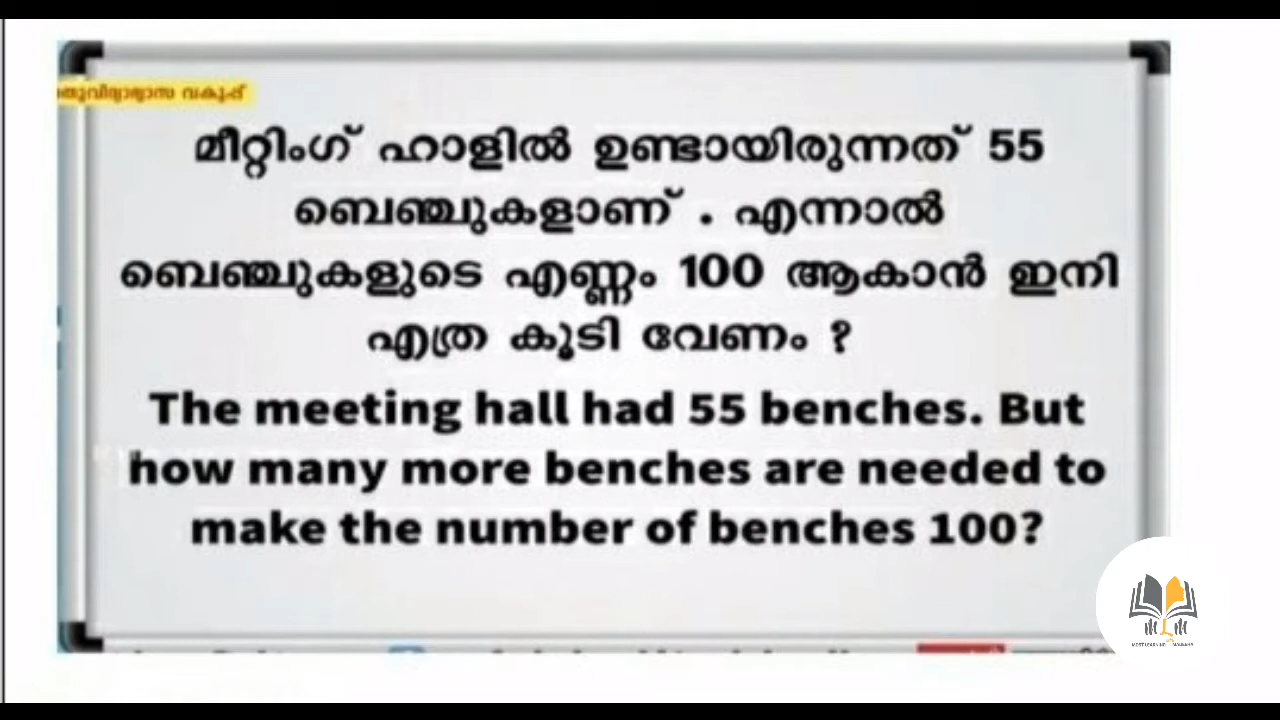 വകുപ്പ്
മീറ്റിംഗ് ഹാളിൽ ഉണ്ടായിരുന്നത് 55
ബെഞ്ചുകളാണ് . എന്നാൽ
ബെഞ്ചുകളുടെ എണ്ണം 100 ആകാൻ ഇനി
എത്ര കൂടി വേണം ?
The meeting hall had 55 benches. But
how many more benches are needed to
make the number of benches 100?